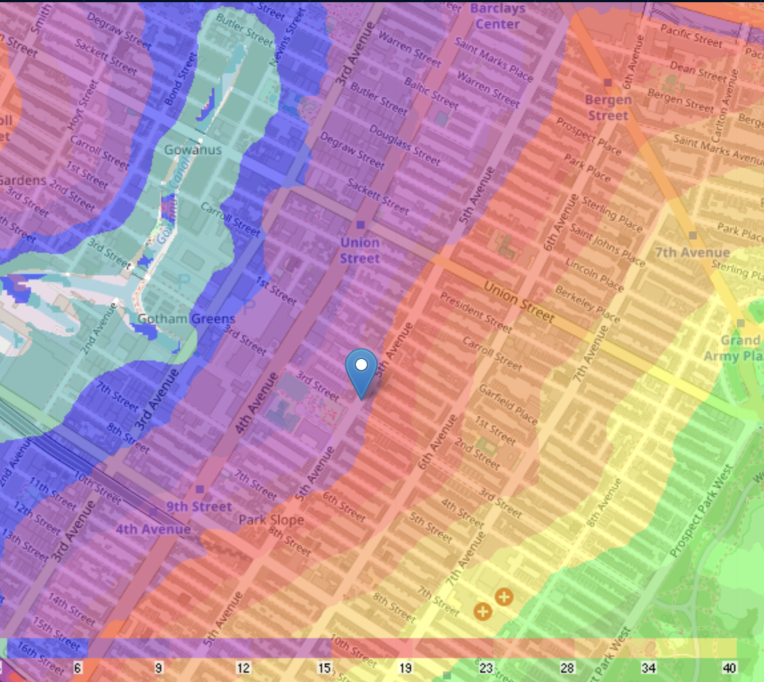 Butler Street
Barclays
Center
Degraw Street
Smith
Sackett Street
Nevins Street
3rd Avenue
Warren Street
Saint Marks Place
Pacific Street
6th Avenue
Dean Street
Carlton Avenue
Bond Street
Hoyt Street
Butler Street
Baltic Street
Warren Street
Bergen
Street
Bergen Street
Douglass Street
Prospect Place
Saint Marks Avenue
Carroll Street
Gowanus
Degraw Street
Park Place
1st Street
2nd Street
3rd Street
Gardens
Sackett Street
5th Avenue
6th Avenue
Sterling Place
Park Place
Carroll Street
Union
Street
Saint Johns Place
7th Avenue
3rd Street
Lincoln Place
Sterling Pl
1st Street
Union Street
Berkeley Place
2nd Avenue
Gotham Greens
President Street
3rd Street
Carroll Street
7th Avenue
Grand
Army Pla
3rd Avenue
7th Street
8th Street
4th Avenue
3rd Street
Garfield Place
1st Street
6th Avenue
2nd Street
5th Avenue
10th Street
11th Street
12th Street
13th Street
7th Street
9th Street
4th Avenue
Park Slope
6th Street
8th Street
3rd Street
4th Street
5th Street
8th Avenue
Prospect Park West
3rd Avenue
7th Avenue
7th Street
8th Street
14th Street
15th Street
16th Street
5th Avenue
10th Street
6 9 12 15 19 23 28 34 40